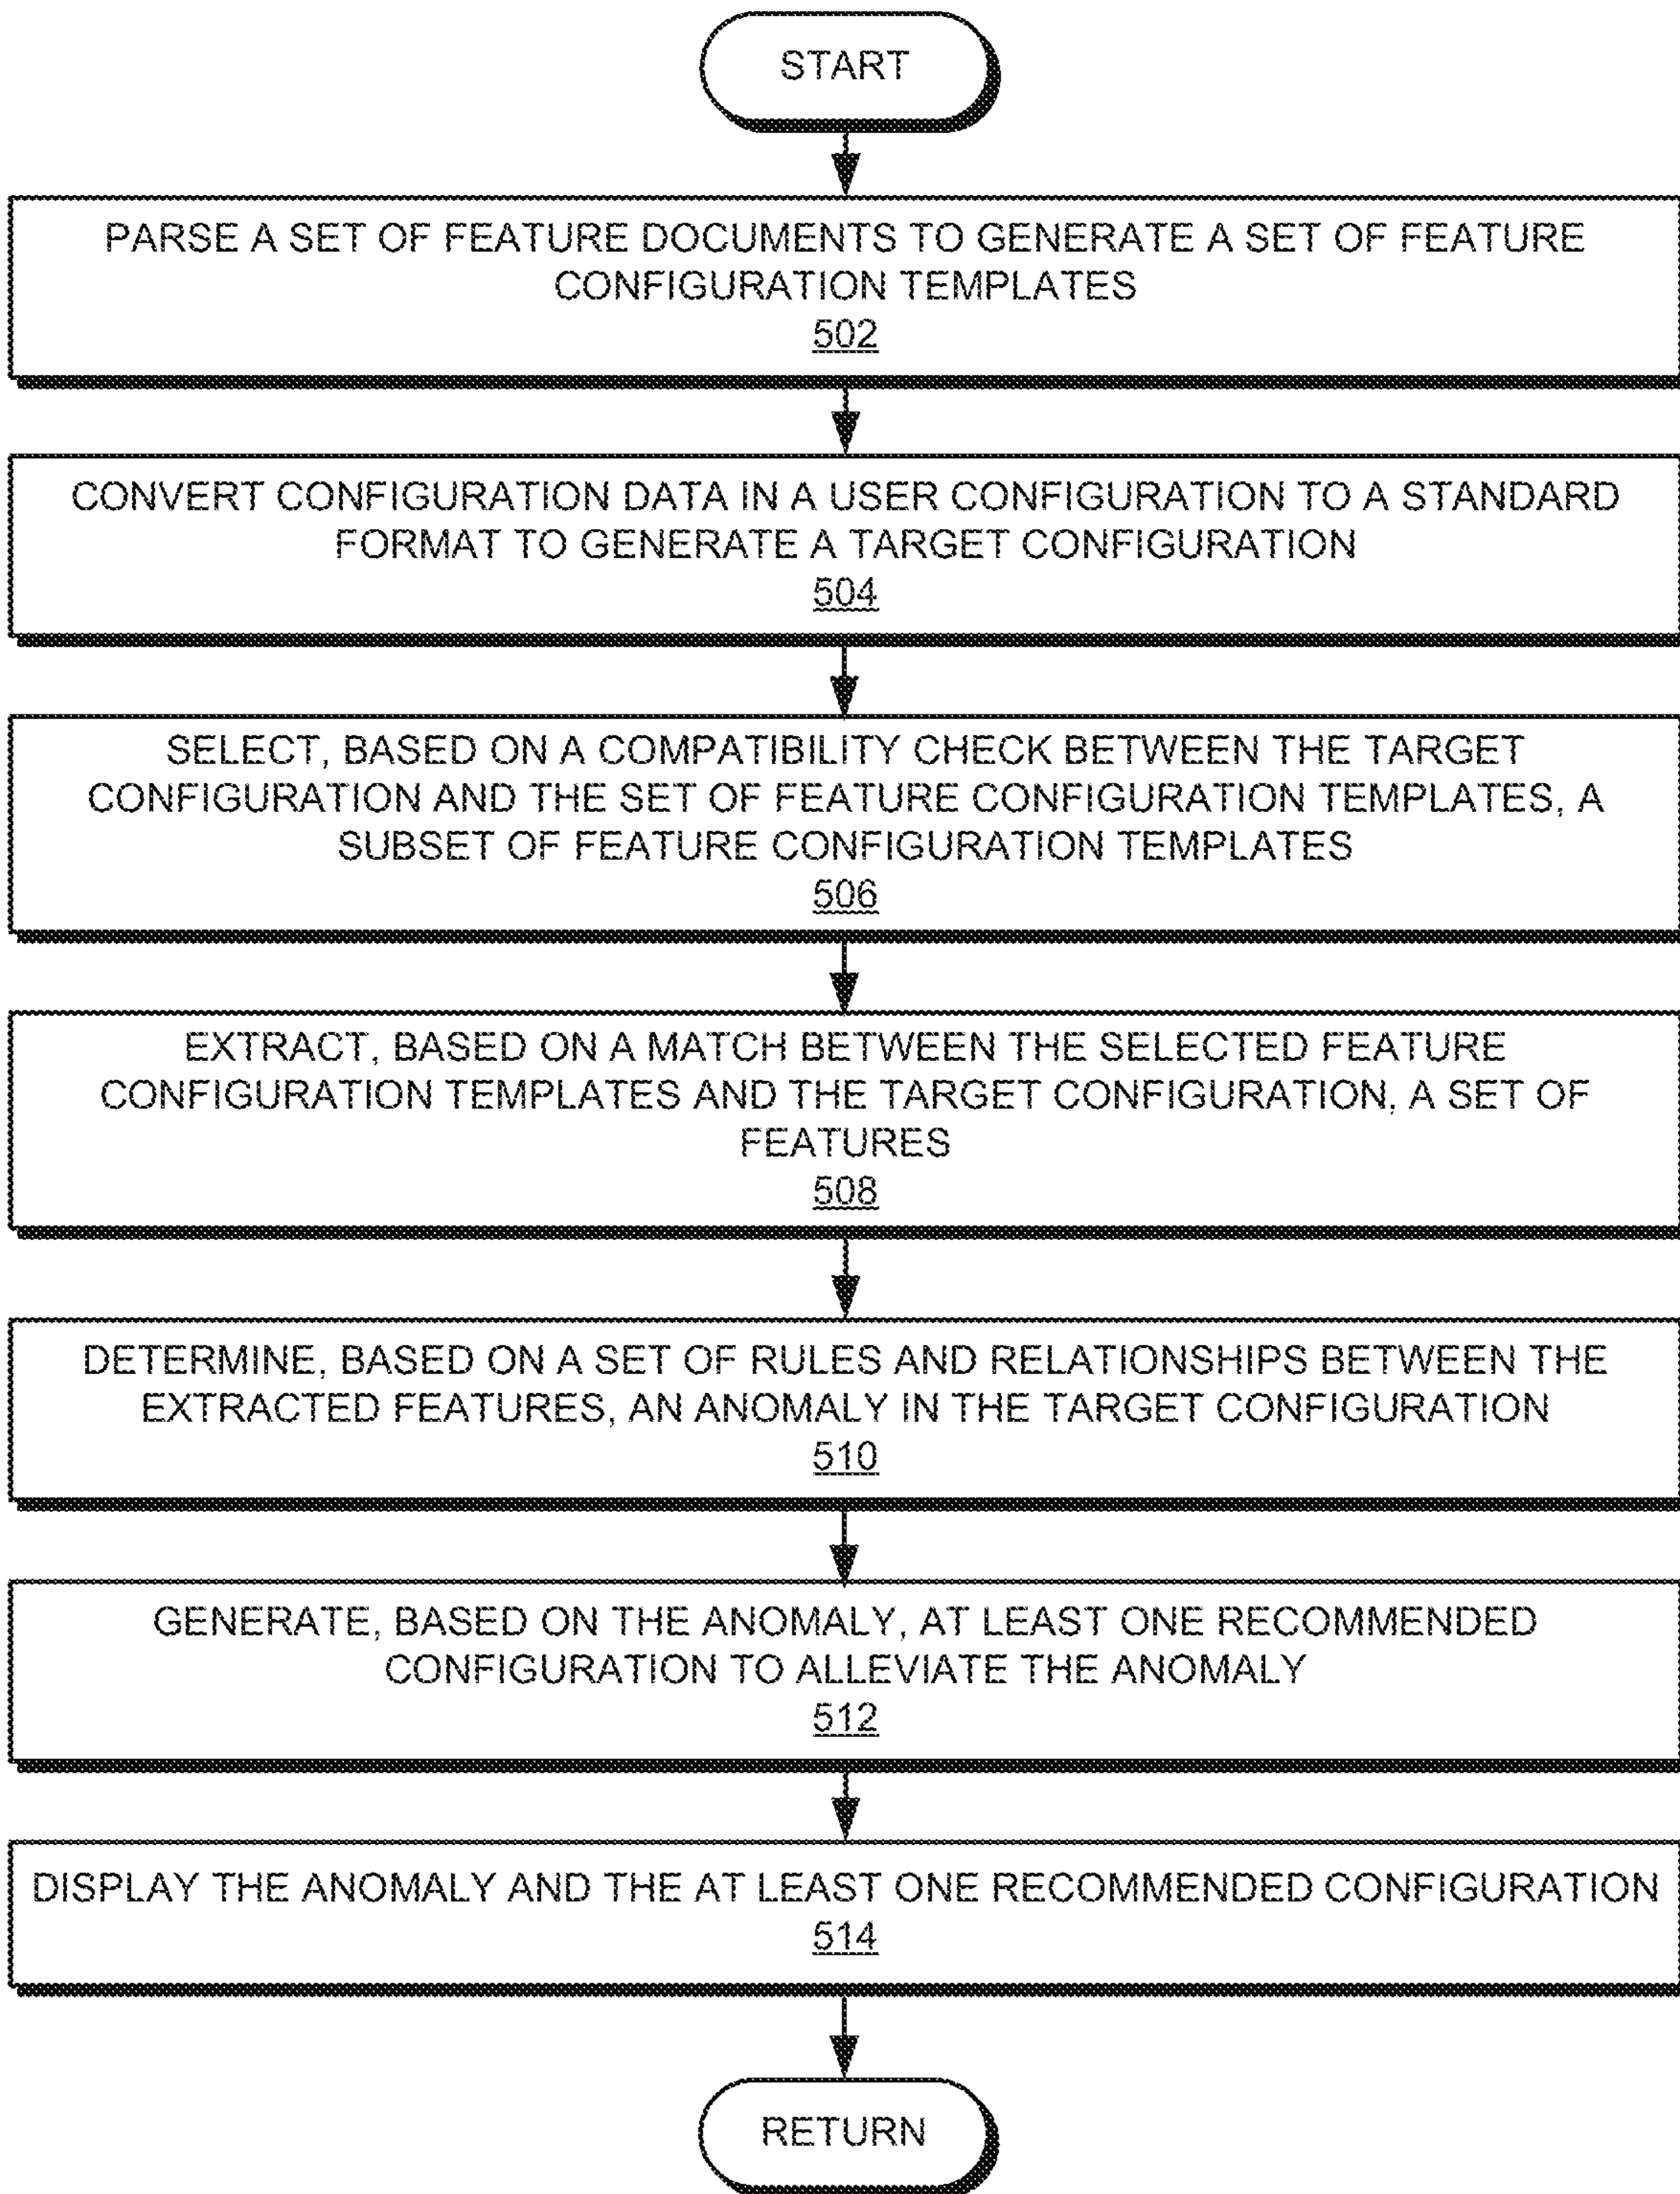 START
PARSE A SET OF FEATURE DOCUMENTS TO GENERATE A SET OF FEATURE
CONFIGURATION TEMPLATES
502
CONVERT CONFIGURATION DATA IN A USER CONFIGURATION TO A STANDARD
FORMAT TO GENERATE A TARGET CONFIGURATION
504
SELECT, BASED ON A COMPATIBILITY CHECK BETWEEN THE TARGET
CONFIGURATION AND THE SET OF FEATURE CONFIGURATION TEMPLATES, A
SUBSET OF FEATURE CONFIGURATION TEMPLATES
506
EXTRACT, BASED ON A MATCH BETWEEN THE SELECTED FEATURE
CONFIGURATION TEMPLATES AND THE TARGET CONFIGURATION, A SET OF
FEATURES
508
DETERMINE, BASED ON A SET OF RULES AND RELATIONSHIPS BETWEEN THE
EXTRACTED FEATURES, AN ANOMALY IN THE TARGET CONFIGURATION
510
GENERATE, BASED ON THE ANOMALY, AT LEAST ONE RECOMMENDED
CONFIGURATION TO ALLEVIATE THE ANOMALY
512
DISPLAY THE ANOMALY AND THE AT LEAST ONE RECOMMENDED CONFIGURATION
514
RETURN